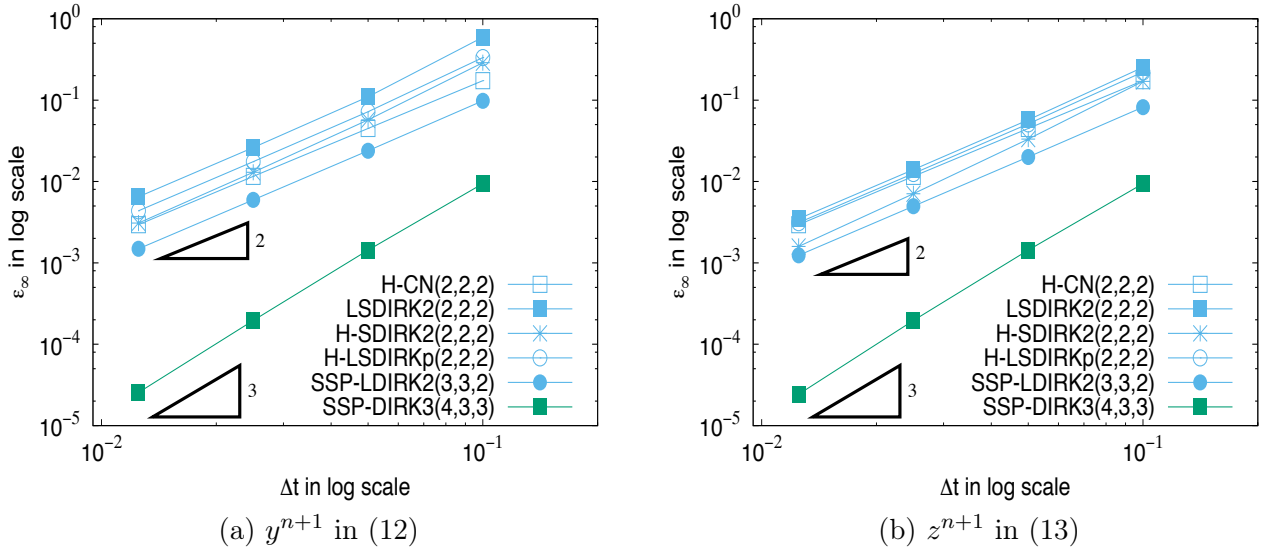 10^0
10^-1
10^-2
10^-3
10^-4
10^-5
ε∞ in log scale
2
3
H-CN(2,2,2)
LSDIRK2(2,2,2)
H-SDIRK2(2,2,2)
H-LSDIRKp(2,2,2)
SSP-LDIRK2(3,3,2)
SSP-DIRK3(4,3,3)
10^-2
10^-1
Δt in log scale
(a) y^{n+1} in (12)
10^0
10^-1
10^-2
10^-3
10^-4
10^-5
ε∞ in log scale
2
3
H-CN(2,2,2)
LSDIRK2(2,2,2)
H-SDIRK2(2,2,2)
H-LSDIRKp(2,2,2)
SSP-LDIRK2(3,3,2)
SSP-DIRK3(4,3,3)
10^-2
10^-1
Δt in log scale
(b) z^{n+1} in (13)